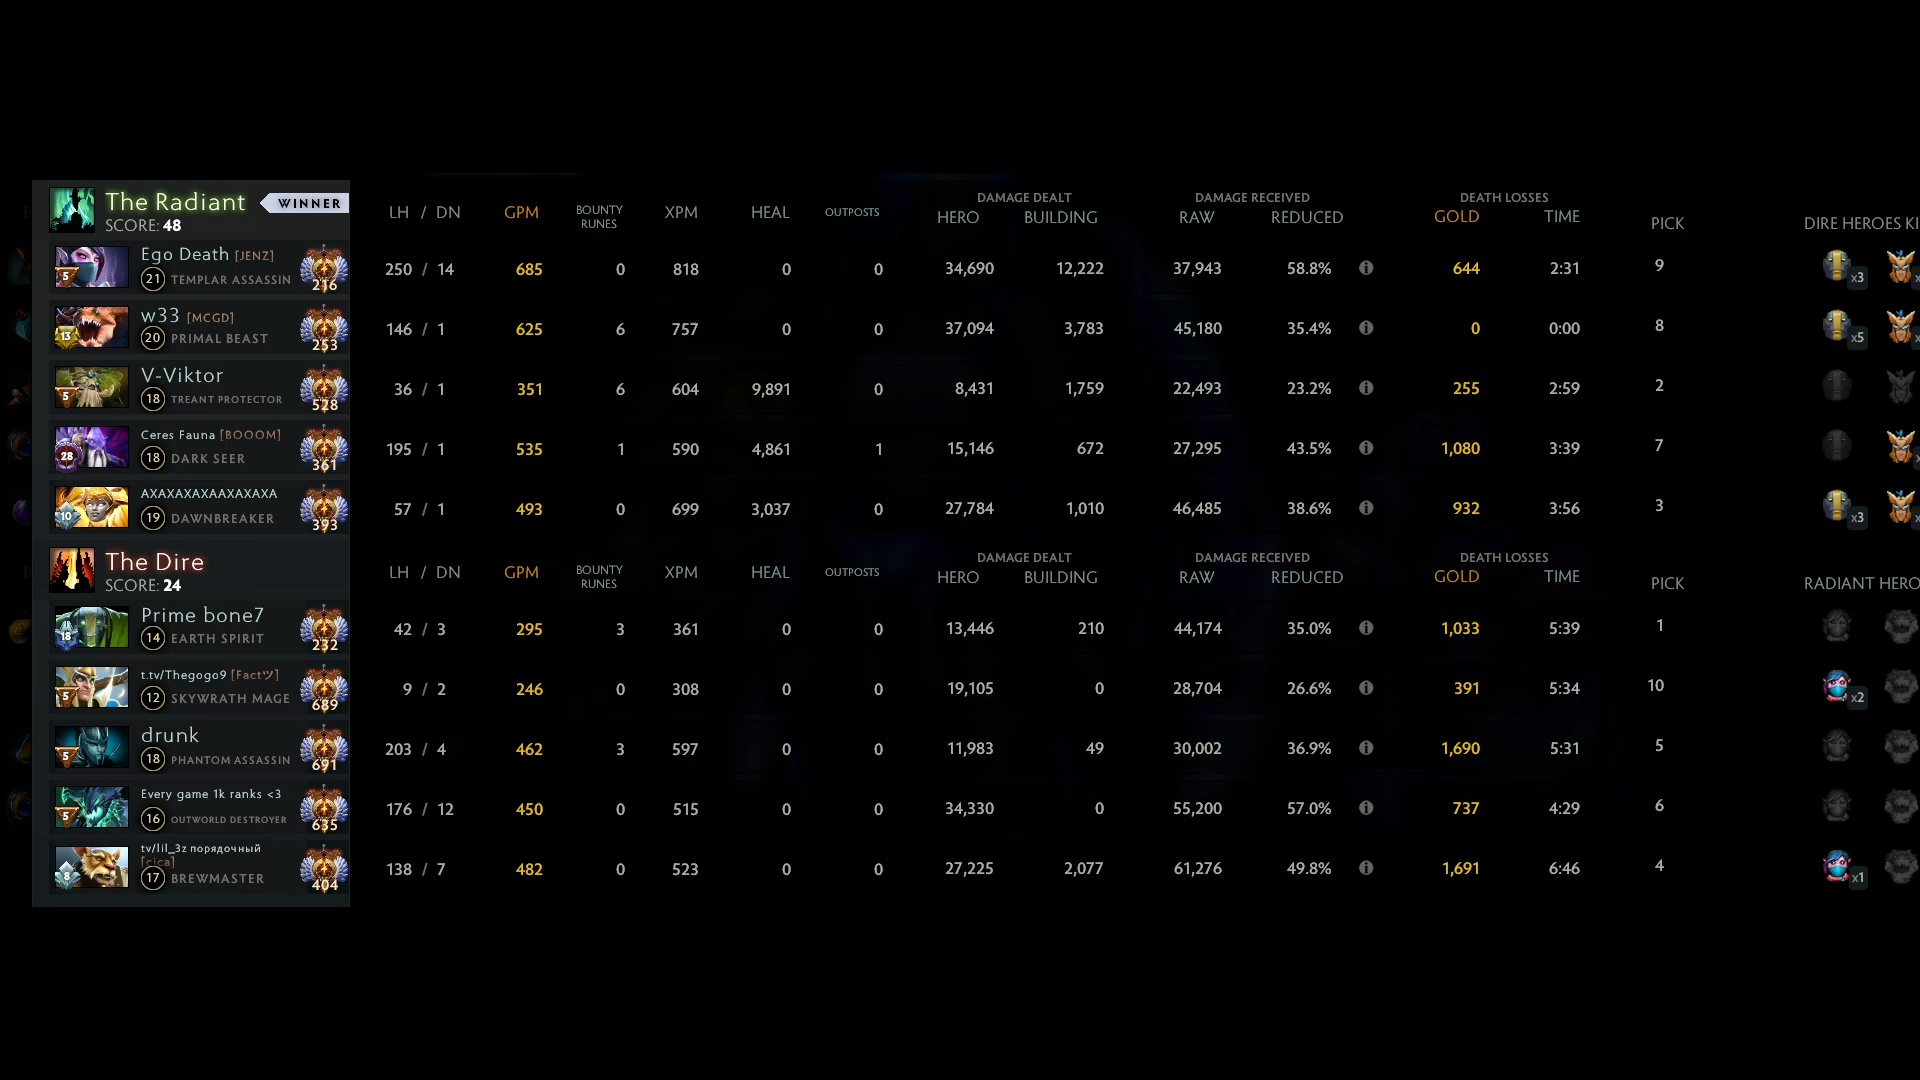 The Radiant WINNER
SCORE: 48
LH / DN GPM BOUNTY RUNES XPM HEAL OUTPOSTS DAMAGE DEALT HERO BUILDING DAMAGE RECEIVED RAW REDUCED DEATH LOSSES GOLD TIME PICK DIRE HEROES KI
Ego Death [JENZ]
5 21 TEMPLAR ASSASSIN 216 250 / 14 685 0 818 0 0 34,690 12,222 37,943 58.8% 644 2:31 9 x3
w33 [MCGD]
13 20 PRIMAL BEAST 253 146 / 1 625 6 757 0 0 37,094 3,783 45,180 35.4% 0 0:00 8 x5
V-Viktor
5 18 TREANT PROTECTOR 528 36 / 1 351 6 604 9,891 0 8,431 1,759 22,493 23.2% 255 2:59 2
Ceres Fauna [BOOOM]
28 18 DARK SEER 361 195 / 1 535 1 590 4,861 1 15,146 672 27,295 43.5% 1,080 3:39 7
AXAXAXAXAAXAXAXA
10 19 DAWNBREAKER 393 57 / 1 493 0 699 3,037 0 27,784 1,010 46,485 38.6% 932 3:56 3 x3
The Dire
SCORE: 24
LH / DN GPM BOUNTY RUNES XPM HEAL OUTPOSTS DAMAGE DEALT HERO BUILDING DAMAGE RECEIVED RAW REDUCED DEATH LOSSES GOLD TIME PICK RADIANT HERO
Prime bone7
18 14 EARTH SPIRIT 232 42 / 3 295 3 361 0 0 13,446 210 44,174 35.0% 1,033 5:39 1
t.tv/Thegogo9 [Factツ]
5 12 SKYWRATH MAGE 689 9 / 2 246 0 308 0 0 19,105 0 28,704 26.6% 391 5:34 10 x2
drunk
5 18 PHANTOM ASSASSIN 691 203 / 4 462 3 597 0 0 11,983 49 30,002 36.9% 1,690 5:31 5
Every game 1k ranks <3
5 16 OUTWORLD DESTROYER 635 176 / 12 450 0 515 0 0 34,330 0 55,200 57.0% 737 4:29 6
tv/lil_3z порядочный
[cica]
8 17 BREWMASTER 404 138 / 7 482 0 523 0 0 27,225 2,077 61,276 49.8% 1,691 6:46 4 x1